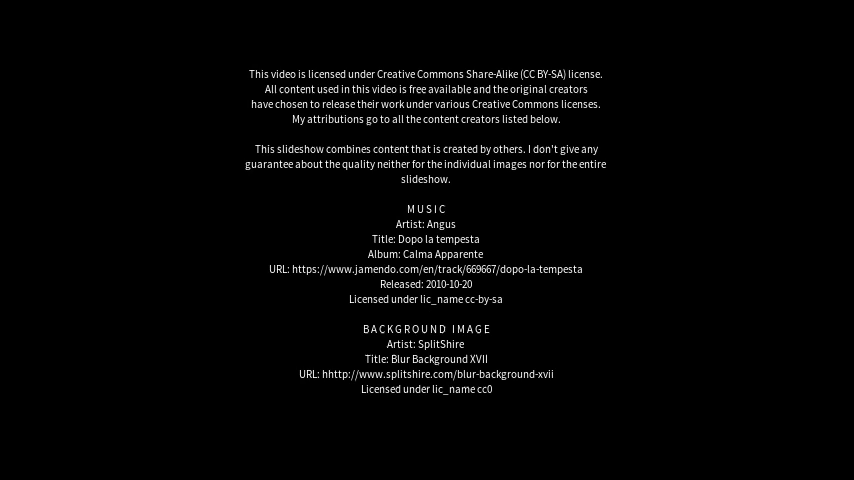 This video is licensed under Creative Commons Share-Alike (CC BY-SA) license.
All content used in this video is free available and the original creators
have chosen to release their work under various Creative Commons licenses.
My attributions go to all the content creators listed below.
This slideshow combines content that is created by others. I don't give any
guarantee about the quality neither for the individual images nor for the entire
slideshow.
MUSIC
Artist: Angus
Title: Dopo la tempesta
Album: Calma Apparente
URL: https://www.jamendo.com/en/track/669667/dopo-la-tempesta
Released: 2010-10-20
Licensed under lic_name cc-by-sa
BACKGROUND IMAGE
Artist: SplitShire
Title: Blur Background XVII
URL: hhttp://www.splitshire.com/blur-background-xvii
Licensed under lic_name cc0